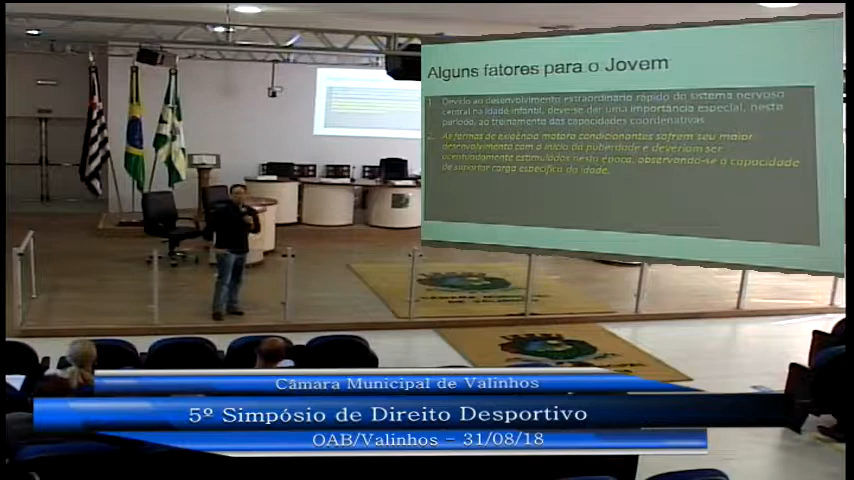 Alguns fatores para o Jovem
1. Devido ao desenvolvimento extraordinário rápido do sistema nervoso
central na idade infantil, deve-se dar uma importância especial, neste
período, ao treinamento das capacidades coordenativas.
2. As formas de exigência motora condicionantes sofrem seu maior
desenvolvimento com o início da puberdade e deveriam ser
acentuadamente estimulados nesta época, observando-se a capacidade
de suportar carga específica da idade.
Câmara Municipal de Valinhos
5º Simpósio de Direito Desportivo
OAB/Valinhos – 31/08/18